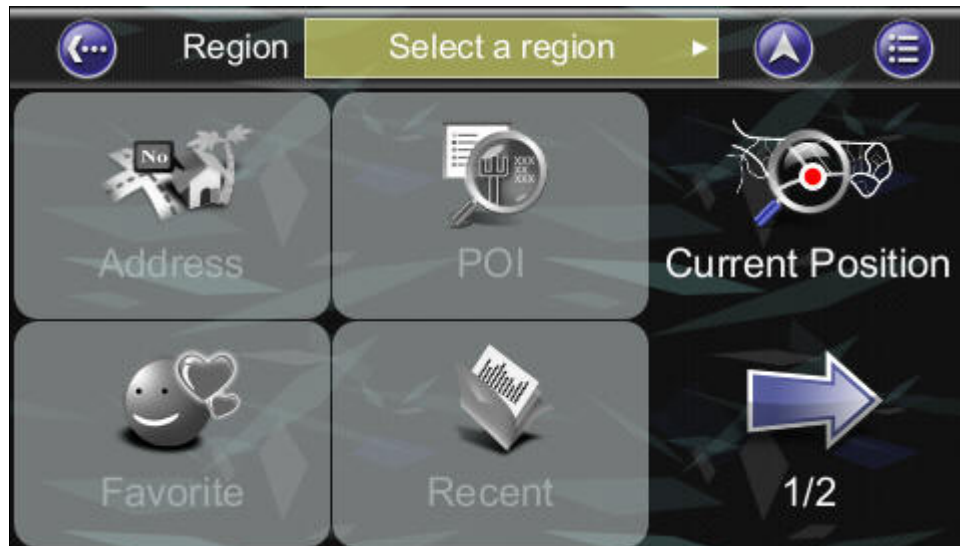 Region Select a region
No
XXX
XX
XXX
Address POI Current Position
Favorite Recent 1/2